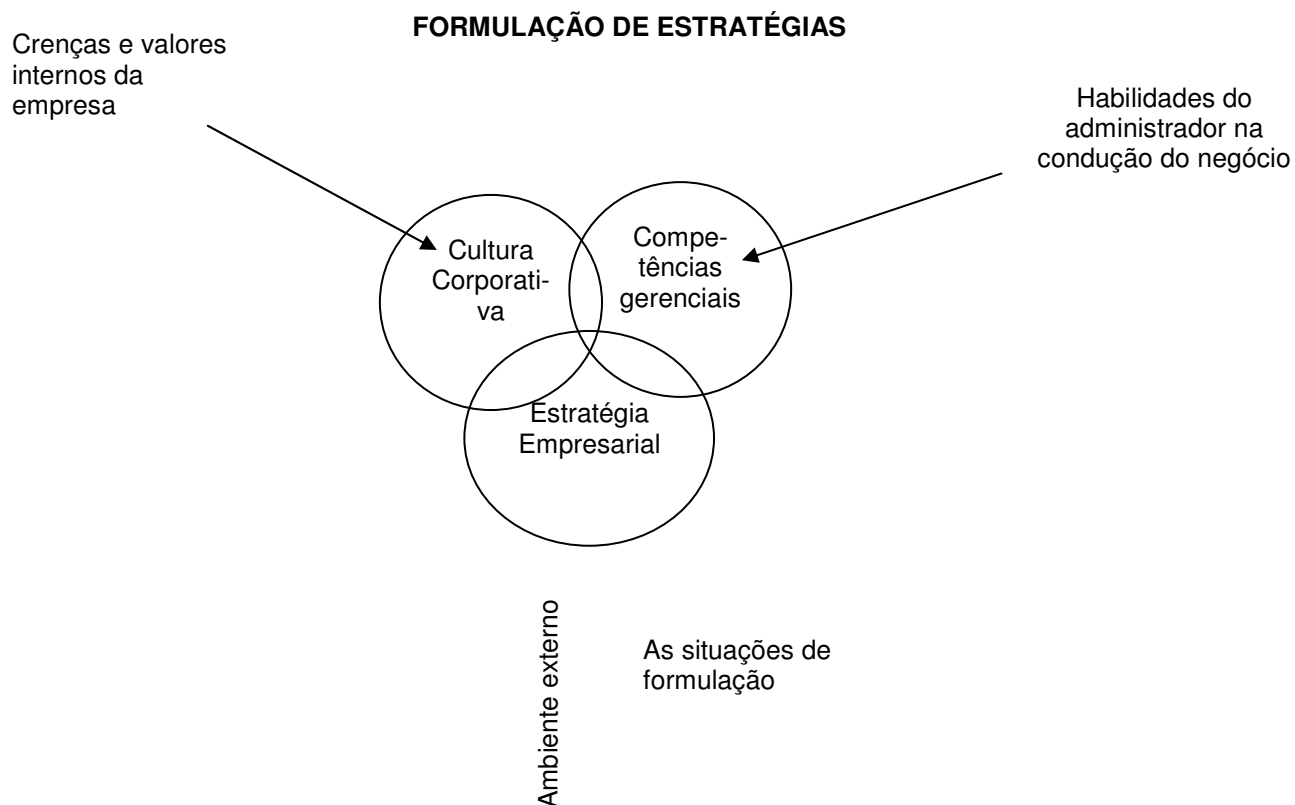 FORMULAÇÃO DE ESTRATÉGIAS
Crenças e valores
internos da
empresa
Habilidades do
administrador na
condução do negócio
Cultura
Corporati-
va
Compe-
tências
gerenciais
Estratégia
Empresarial
Ambiente externo
As situações de
formulação